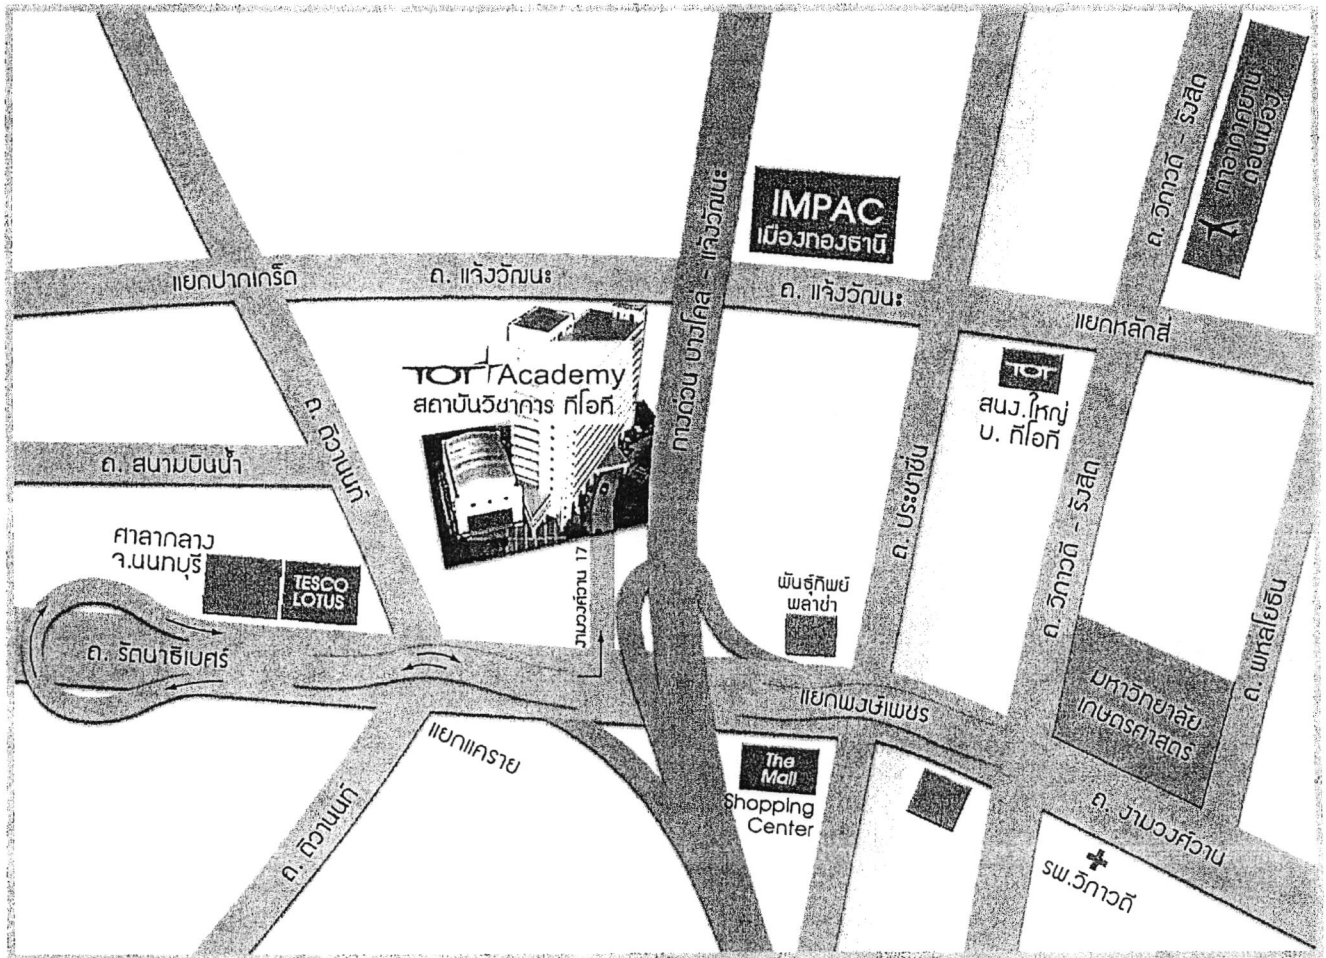 ถ. วิภาวดี - รังสิต
ท่าอากาศยาน
ดอนเมือง
IMPAC
เมืองทองธานี
แยกปากเกร็ด
ถ. แจ้งวัฒนะ
ทางด่วน บางโคล่ - แจ้งวัฒนะ
ถ. แจ้งวัฒนะ
แยกหลักสี่
TOT Academy
สถาบันวิชาการ ทีโอที
TOT
สนง.ใหญ่
บ. ทีโอที
ถ. ติวานนท์
ถ. สนามบินน้ำ
ถ. ประชาชื่น
ถ. วิภาวดี - รังสิต
ศาลากลาง
จ.นนทบุรี
TESCO
LOTUS
งามวงศ์วาน 17
พันธุ์ทิพย์
พลาซ่า
ถ. พหลโยธิน
ถ. รัตนาธิเบศร์
มหาวิทยาลัย
เกษตรศาสตร์
แยกพงษ์เพชร
แยกแคราย
The
Mall
Shopping
Center
ถ. ติวานนท์
ถ. งามวงศ์วาน
รพ.วิภาวดี